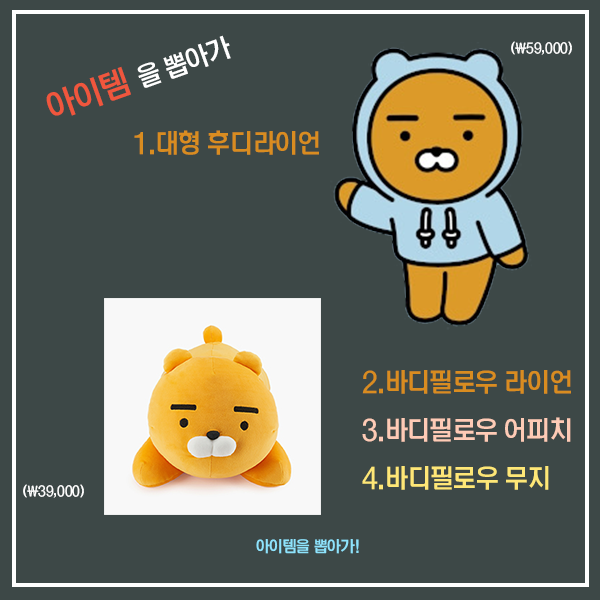 아이템 을 뽑아가
(₩59,000)
1.대형 후디라이언
2.바디필로우 라이언
3.바디필로우 어피치
4.바디필로우 무지
(₩39,000)
아이템을 뽑아가!